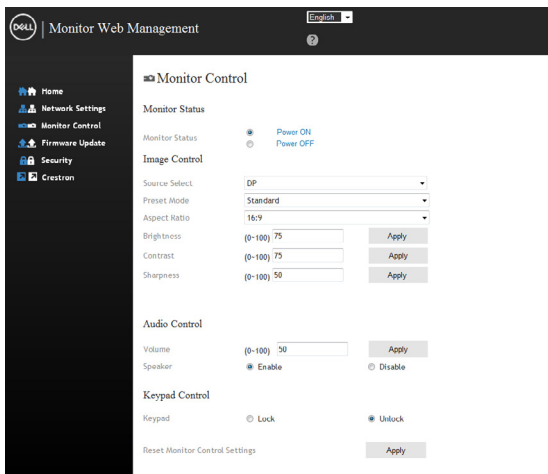 DELL
Monitor Web Management
English
?
Home
Network Settings
Monitor Control
Firmware Update
Security
Crestron
Monitor Control
Monitor Status
Monitor Status Power ON
Power OFF
Image Control
Source Select DP
Preset Mode Standard
Aspect Ratio 16:9
Brightness (0~100) 75 Apply
Contrast (0~100) 75 Apply
Sharpness (0~100) 50 Apply
Audio Control
Volume (0~100) 50 Apply
Speaker Enable Disable
Keypad Control
Keypad Lock Unlock
Reset Monitor Control Settings Apply